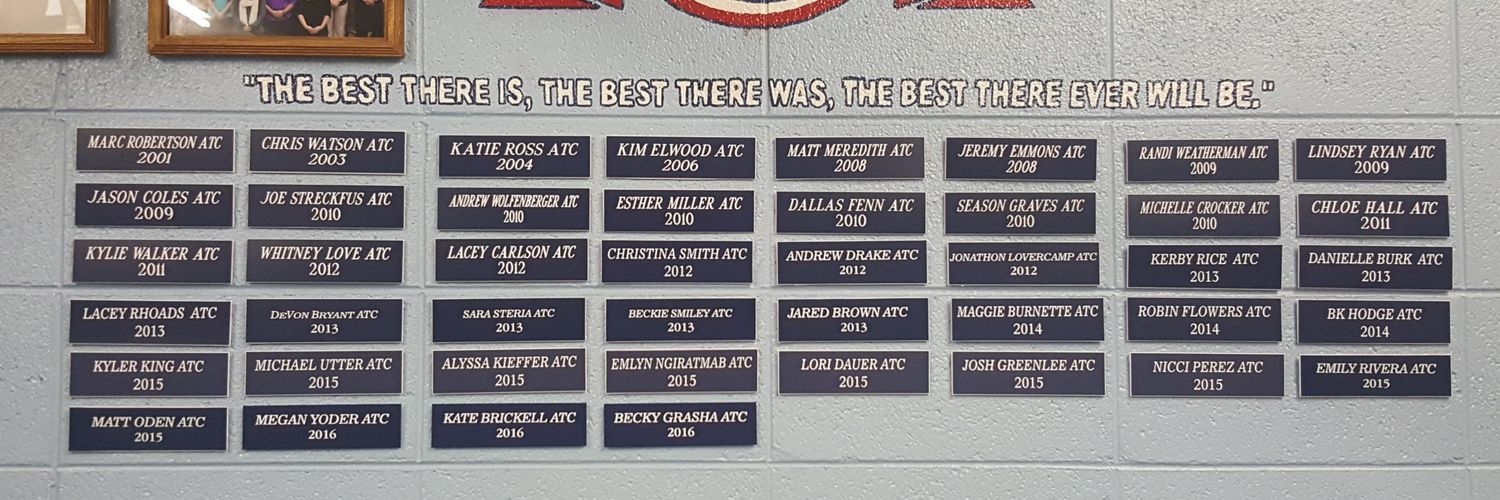 "THE BEST THERE IS, THE BEST THERE WAS, THE BEST THERE EVER WILL BE."
MARC ROBERTSON ATC
2001
CHRIS WATSON ATC
2003
KATIE ROSS ATC
2004
KIM ELWOOD ATC
2006
MATT MEREDITH ATC
2008
JEREMY EMMONS ATC
2008
RANDI WEATHERMAN ATC
2009
LINDSEY RYAN ATC
2009
JASON COLES ATC
2009
JOE STRECKFUS ATC
2010
ANDREW WOLFENBERGER ATC
2010
ESTHER MILLER ATC
2010
DALLAS FENN ATC
2010
SEASON GRAVES ATC
2010
MICHELLE CROCKER ATC
2010
CHLOE HALL ATC
2011
KYLIE WALKER ATC
2011
WHITNEY LOVE ATC
2012
LACEY CARLSON ATC
2012
CHRISTINA SMITH ATC
2012
ANDREW DRAKE ATC
2012
JONATHON LOVERCAMP ATC
2012
KERBY RICE ATC
2013
DANIELLE BURK ATC
2013
LACEY RHOADS ATC
2013
DEVON BRYANT ATC
2013
SARA STERIA ATC
2013
BECKIE SMILEY ATC
2013
JARED BROWN ATC
2013
MAGGIE BURNETTE ATC
2014
ROBIN FLOWERS ATC
2014
BK HODGE ATC
2014
KYLER KING ATC
2015
MICHAEL UTTER ATC
2015
ALYSSA KIEFFER ATC
2015
EMLYN NGIRATMAB ATC
2015
LORI DAUER ATC
2015
JOSH GREENLEE ATC
2015
NICCI PEREZ ATC
2015
EMILY RIVERA ATC
2015
MATT ODEN ATC
2015
MEGAN YODER ATC
2016
KATE BRICKELL ATC
2016
BECKY GRASHA ATC
2016